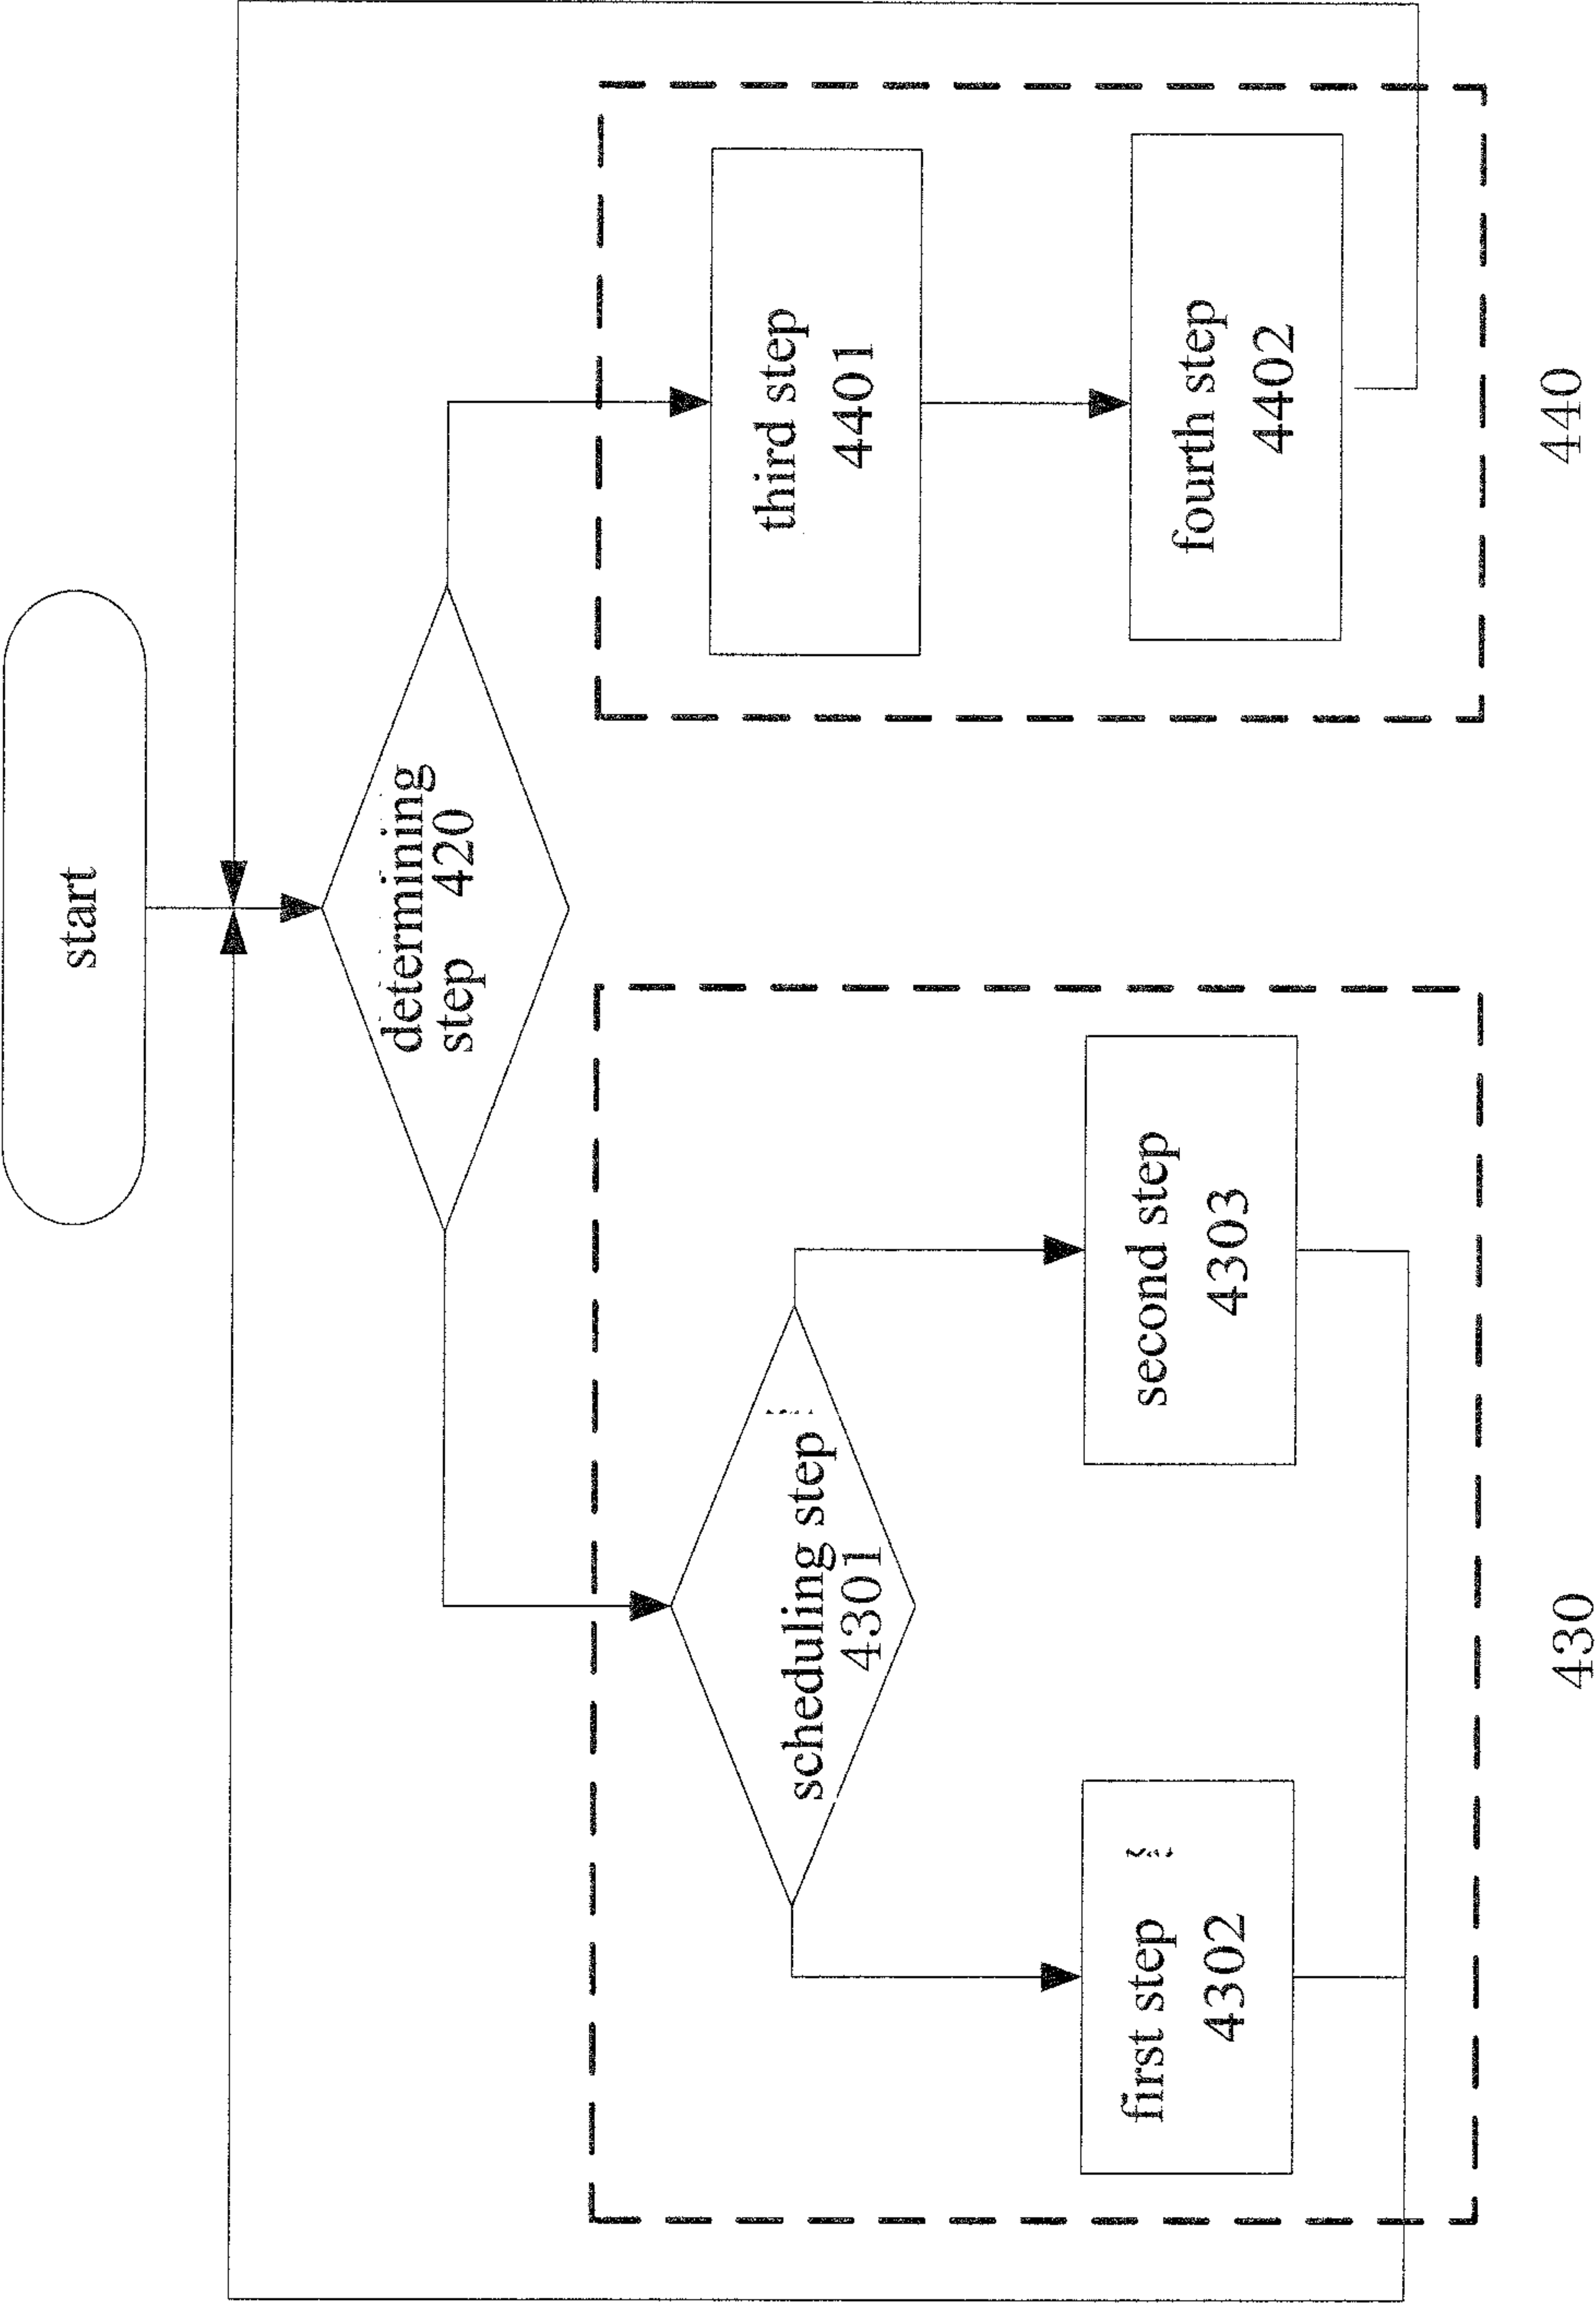 start
determining
step 420
scheduling step
4301
first step
4302
second step
4303
third step
4401
fourth step
4402
430
440